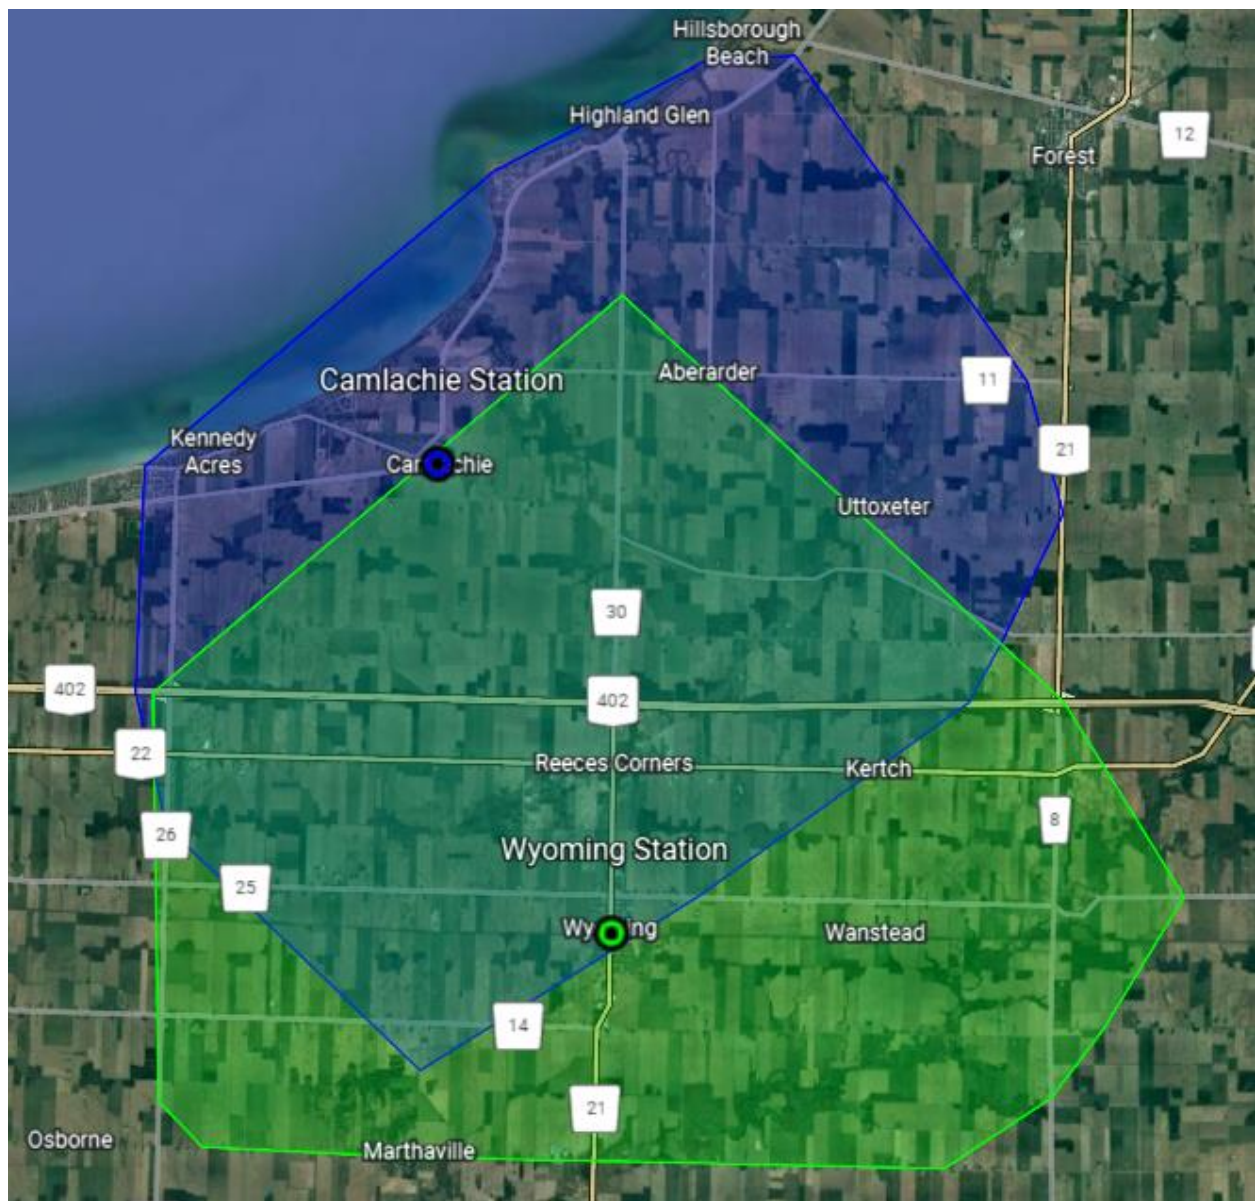 Hillsborough
Beach
Highland Glen
12
Forest
Camlachie Station
Aberarder
11
Kennedy
Acres
21
Uttoxeter
30
402
402
22
Reeces Corners
Kertch
26
8
Wyoming Station
25
Wanstead
14
21
Osborne
Marthaville